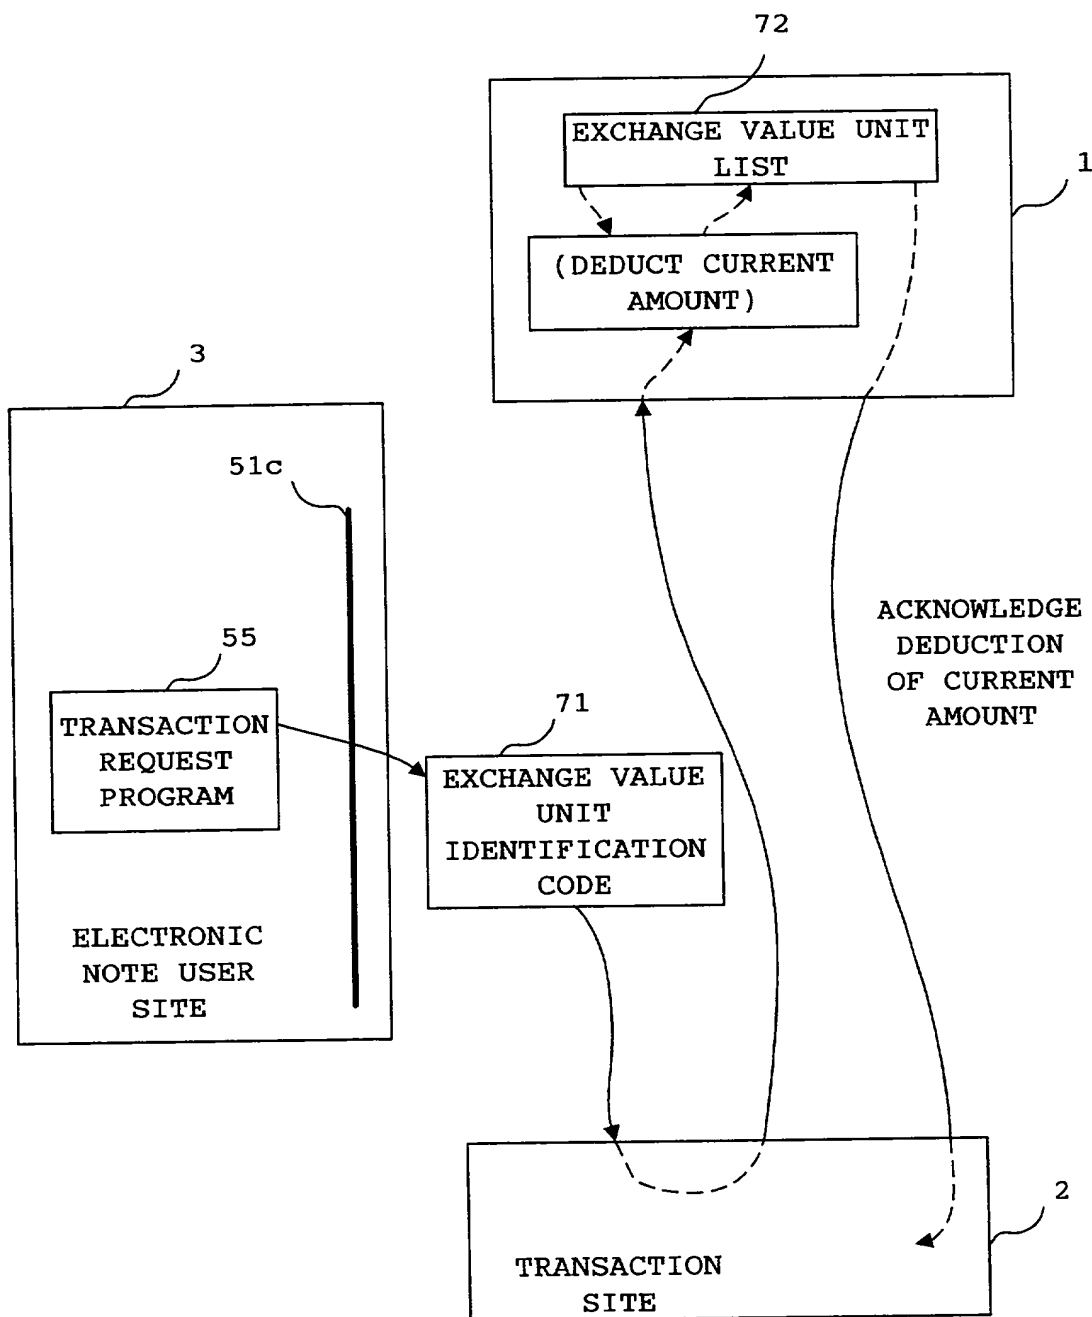 72
EXCHANGE VALUE UNIT
LIST
1
(DEDUCT CURRENT
AMOUNT)
3
51c
55
TRANSACTION
REQUEST
PROGRAM
ELECTRONIC
NOTE USER
SITE
71
EXCHANGE VALUE
UNIT
IDENTIFICATION
CODE
ACKNOWLEDGE
DEDUCTION
OF CURRENT
AMOUNT
2
TRANSACTION
SITE